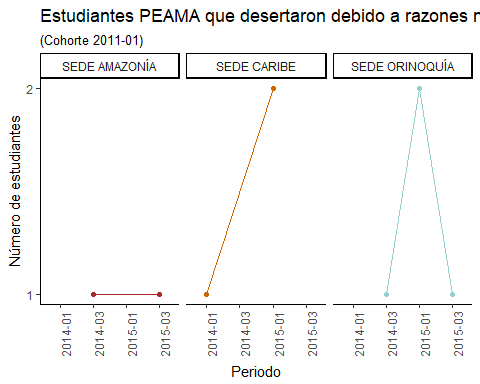 Estudiantes PEAMA que desertaron debido a razones
(Cohorte 2011-01)
SEDE AMAZONÍA
SEDE CARIBE
SEDE ORINOQUÍA
Número de estudiantes
2
1
2014-01
2014-03
2015-01
2015-03
2014-01
2014-03
2015-01
2015-03
2014-01
2014-03
2015-01
2015-03
Periodo